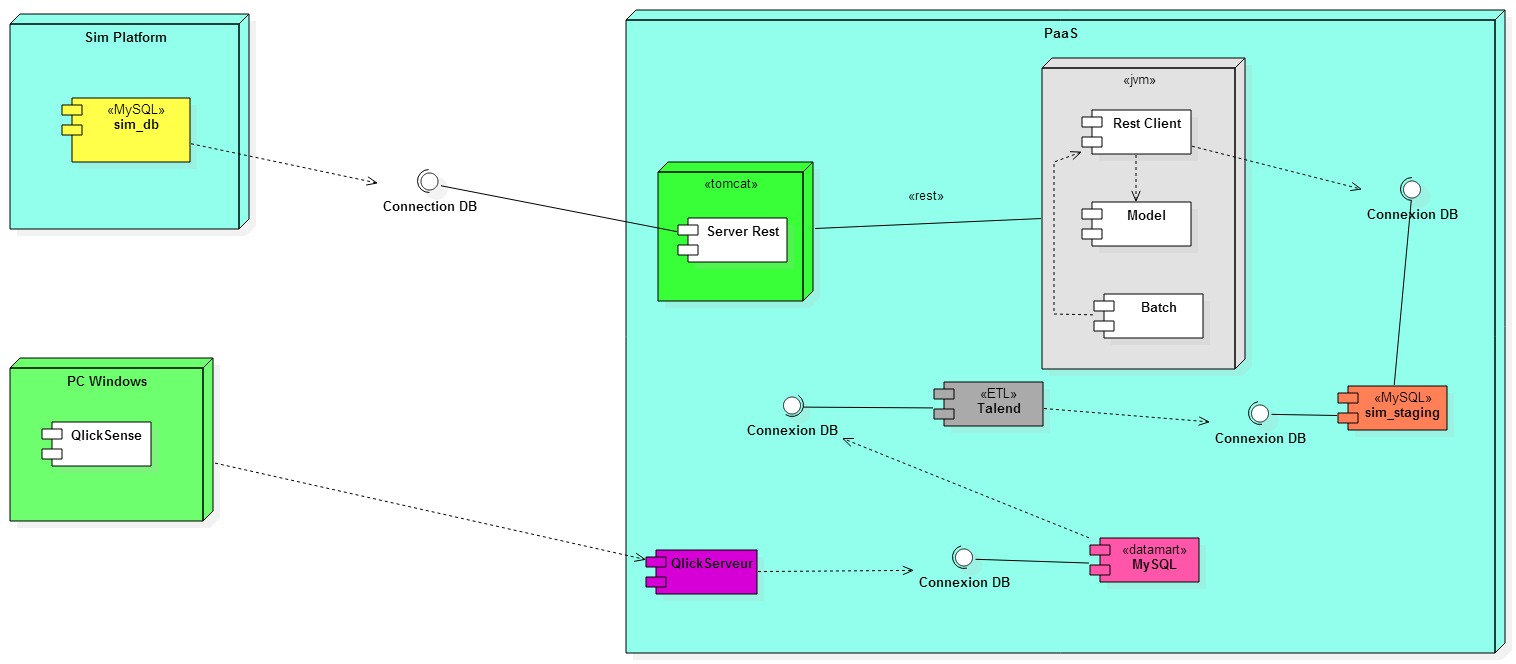 Sim Platform
«MySQL»
sim_db
Connection DB
PaaS
«tomcat»
Server Rest
«rest»
«jvm»
Rest Client
Model
Batch
Connexion DB
PC Windows
QlickSense
Connexion DB
«ETL»
Talend
Connexion DB
«MySQL»
sim_staging
QlickServeur
Connexion DB
«datamart»
MySQL